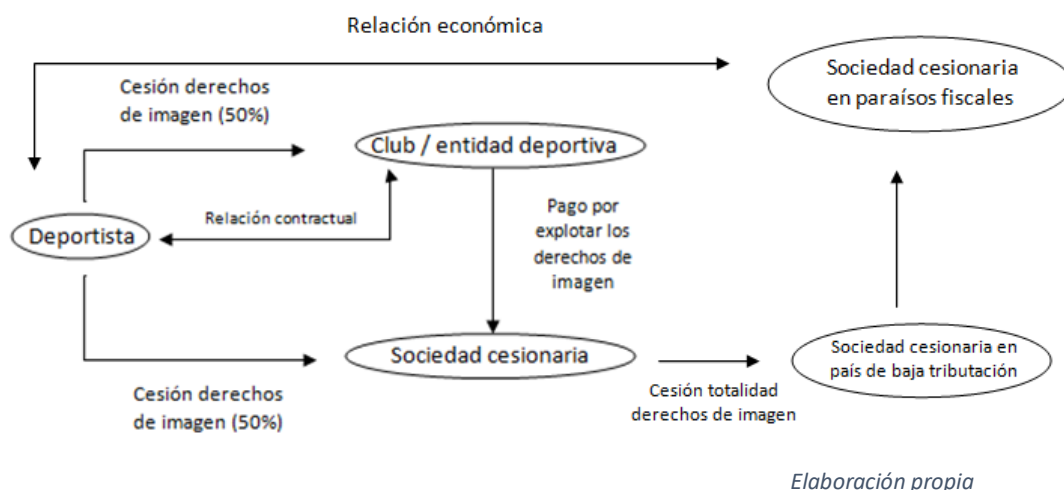 Relación económica
Sociedad cesionaria
en paraísos fiscales
Cesión derechos
de imagen (50%)
Club / entidad deportiva
Relación contractual
Deportista
Pago por
explotar los
derechos de
imagen
Sociedad cesionaria
Sociedad cesionaria en
país de baja tributación
Cesión derechos
de imagen (50%)
Cesión totalidad
derechos de imagen
Elaboración propia